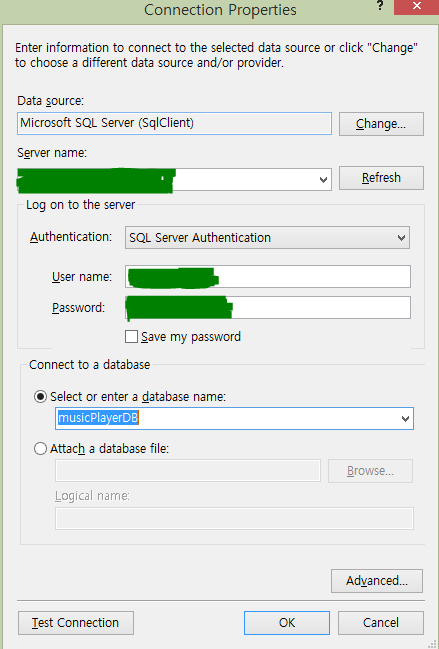 Connection Properties
?
Enter information to connect to the selected data source or click "Change"
to choose a different data source and/or provider.
Data source:
Microsoft SQL Server (SqlClient)
Change...
Server name:
Refresh
Log on to the server
Authentication:
SQL Server Authentication
User name:
Password:
Save my password
Connect to a database
Select or enter a database name:
musicPlayerDB
Attach a database file:
Browse...
Logical name:
Advanced...
Test Connection
OK
Cancel